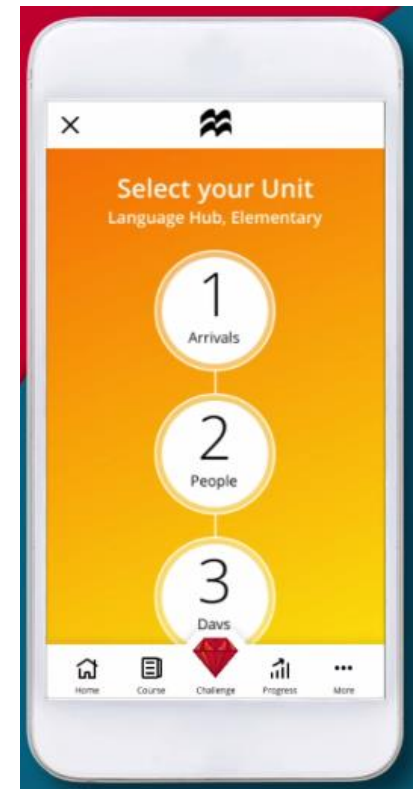 Select your Unit
Language Hub, Elementary
1
Arrivals
2
People
3
Days
Home
Course
Challenge
Progress
More